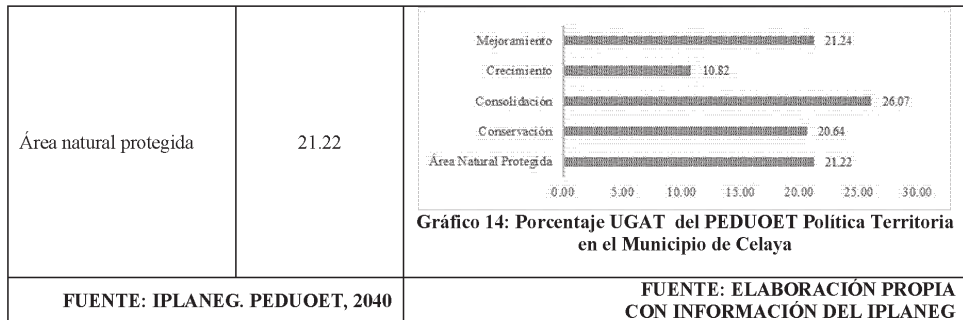 Área natural protegida
21.22
Mejoramiento 21.24
Crecimiento 10.82
Consolidación 26.07
Conservación 20.64
Área Natural Protegida 21.22
0.00 5.00 10.00 15.00 20.00 25.00 30.00
Gráfico 14: Porcentaje UGAT del PEDUOET Política Territoria
en el Municipio de Celaya
FUENTE: IPLANEG. PEDUOET, 2040
FUENTE: ELABORACIÓN PROPIA
CON INFORMACIÓN DEL IPLANEG